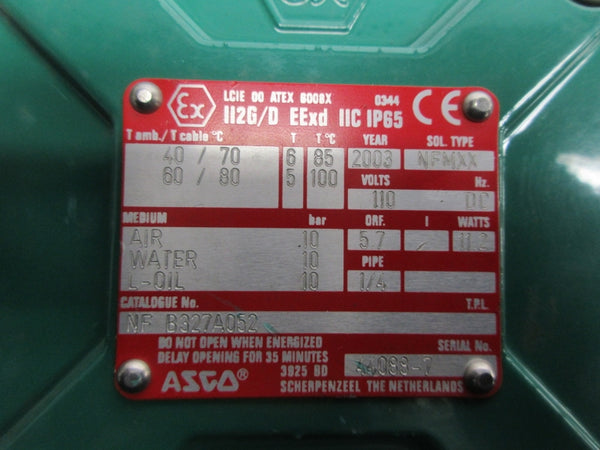 Ex LCIE 00 ATEX 6008X 0344 CE
II2G/D EExd IIC IP65
T amb./T cable °C T T°C YEAR SOL. TYPE
40 / 70 6 85 2003 NFMXX
60 / 80 5 100 VOLTS Hz.
110 DC
MEDIUM bar ORF. I WATTS
AIR 10 5.7 - 11.2
WATER 10 PIPE
L-OIL 10 1/4
CATALOGUE No. T.P.L.
NF B327A052
DO NOT OPEN WHEN ENERGIZED SERIAL No.
DELAY OPENING FOR 35 MINUTES
3925 BD
ASCO® SCHERPENZEEL THE NETHERLANDS